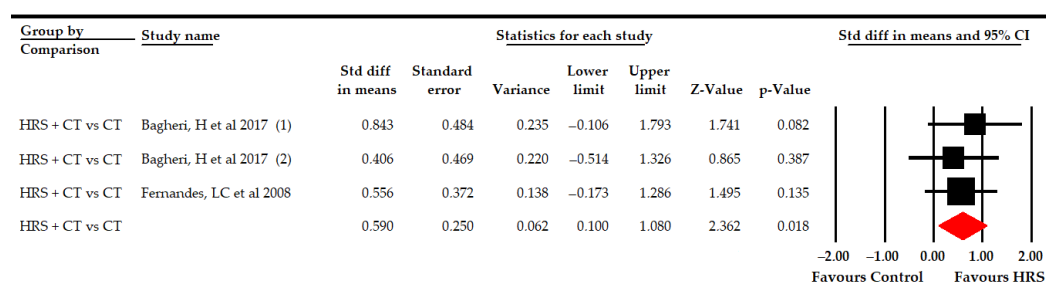 Group by Study name Statistics for each study Std diff in means and 95% CI
Comparison
Std diff Standard Lower Upper
in means error Variance limit limit Z-Value p-Value
HRS + CT vs CT Bagheri, H et al 2017 (1) 0.843 0.484 0.235 −0.106 1.793 1.741 0.082
HRS + CT vs CT Bagheri, H et al 2017 (2) 0.406 0.469 0.220 −0.514 1.326 0.865 0.387
HRS + CT vs CT Fernandes, LC et al 2008 0.556 0.372 0.138 −0.173 1.286 1.495 0.135
HRS + CT vs CT 0.590 0.250 0.062 0.100 1.080 2.362 0.018
−2.00 −1.00 0.00 1.00 2.00
Favours Control Favours HRS